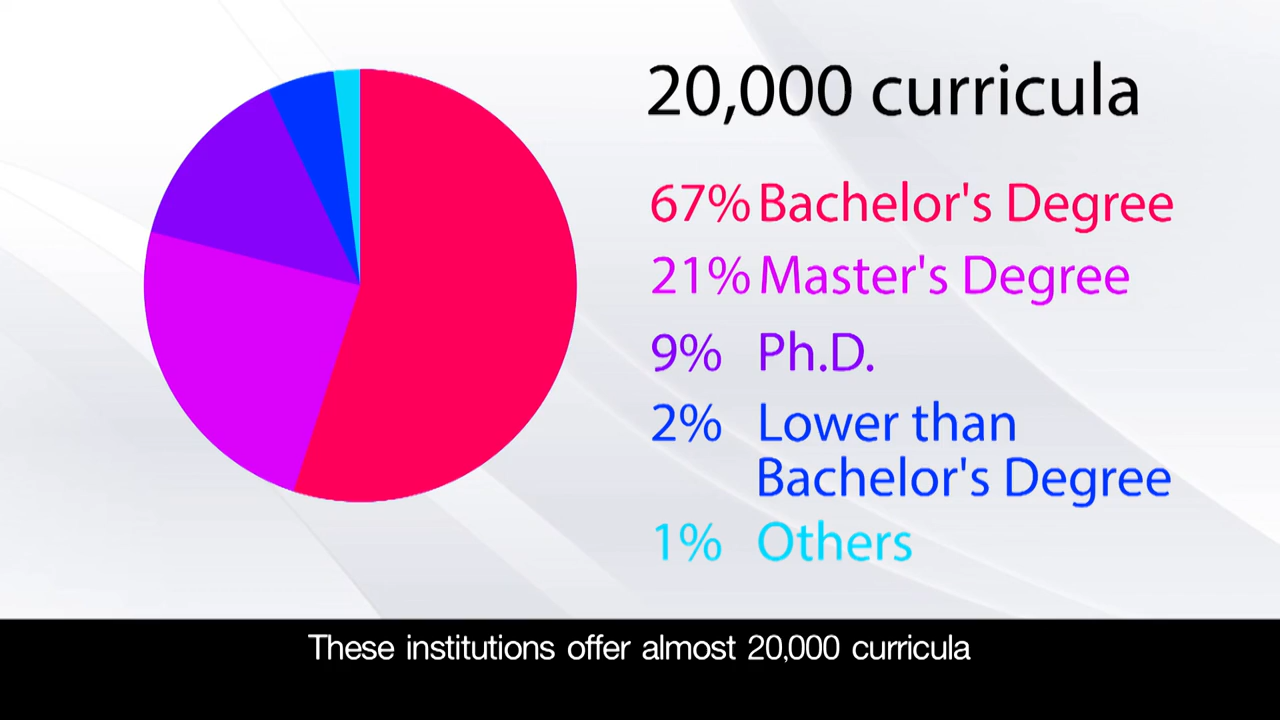 20,000 curricula
67% Bachelor's Degree
21% Master's Degree
9% Ph.D.
2% Lower than
Bachelor's Degree
1% Others
These institutions offer almost 20,000 curricula